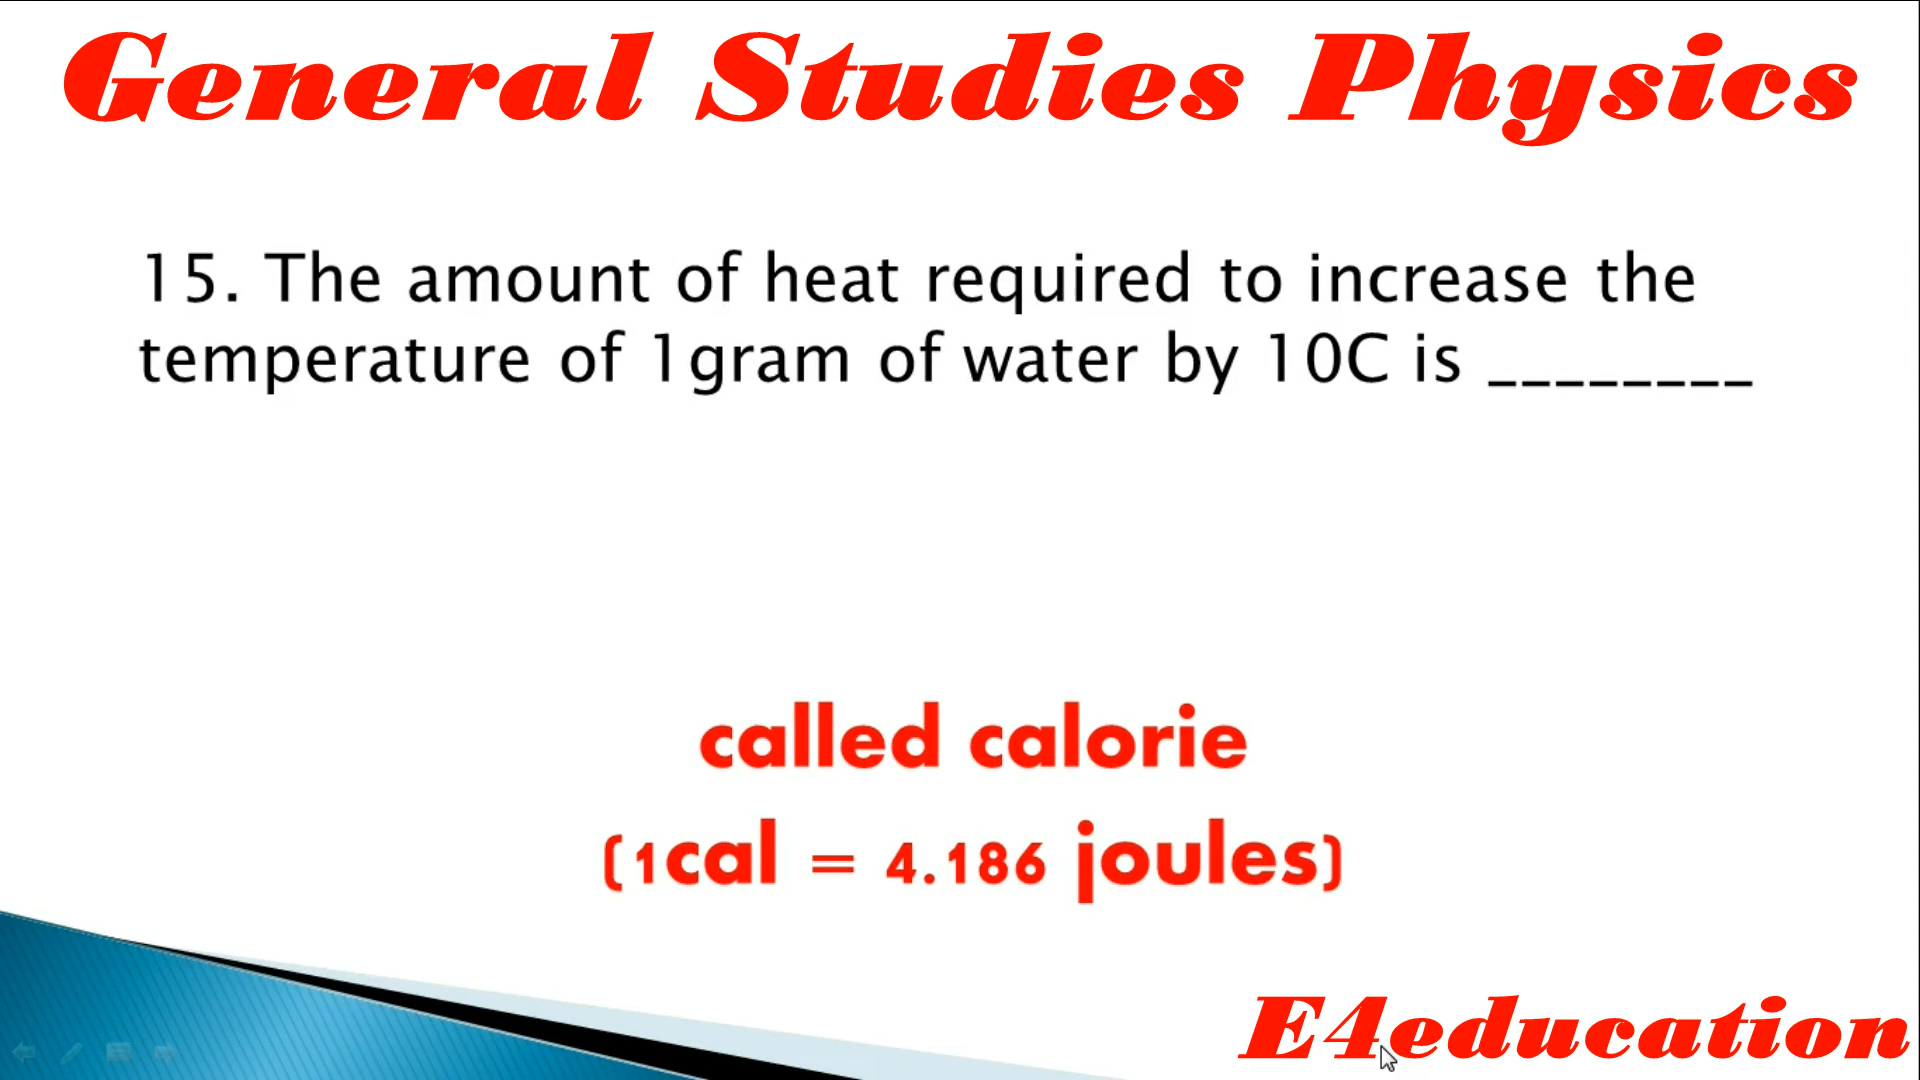 General Studies Physics
15. The amount of heat required to increase the
temperature of 1gram of water by 10C is ________
called calorie
(1cal = 4.186 joules)
E4education